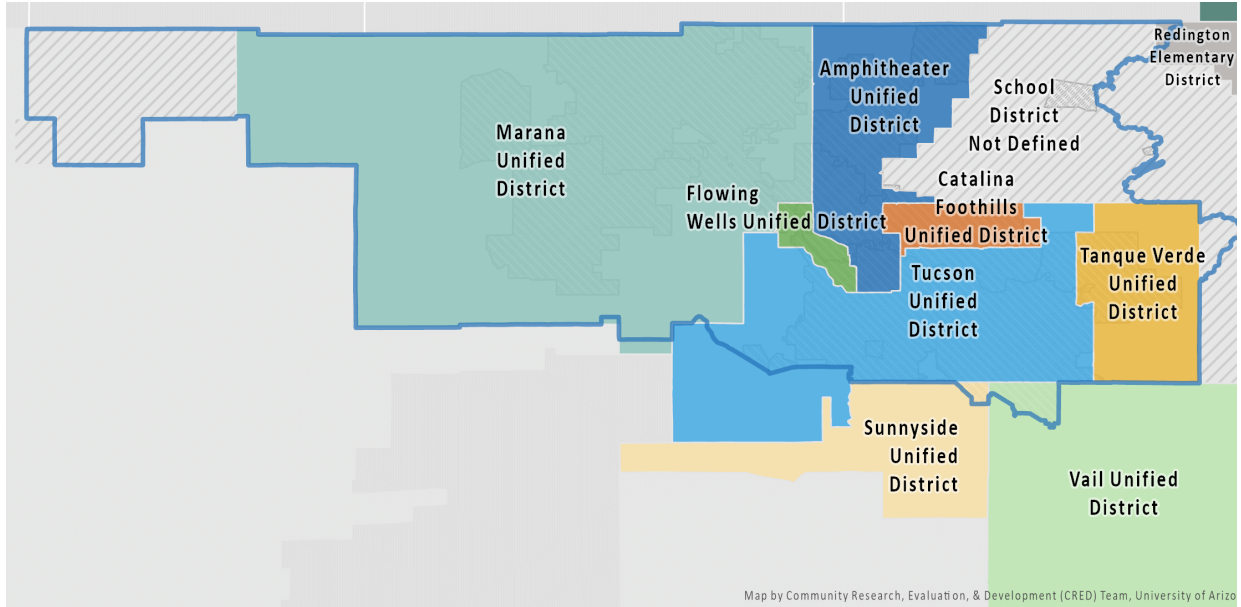 Redington
Elementary
District
Amphitheater
Unified
District
School
District
Not Defined
Marana
Unified
District
Catalina
Foothills
Unified District
Flowing
Wells Unified District
Tanque Verde
Unified
District
Tucson
Unified
District
Sunnyside
Unified
District
Vail Unified
District
Map by Community Research, Evaluation, & Development (CRED) Team, University of Arizo